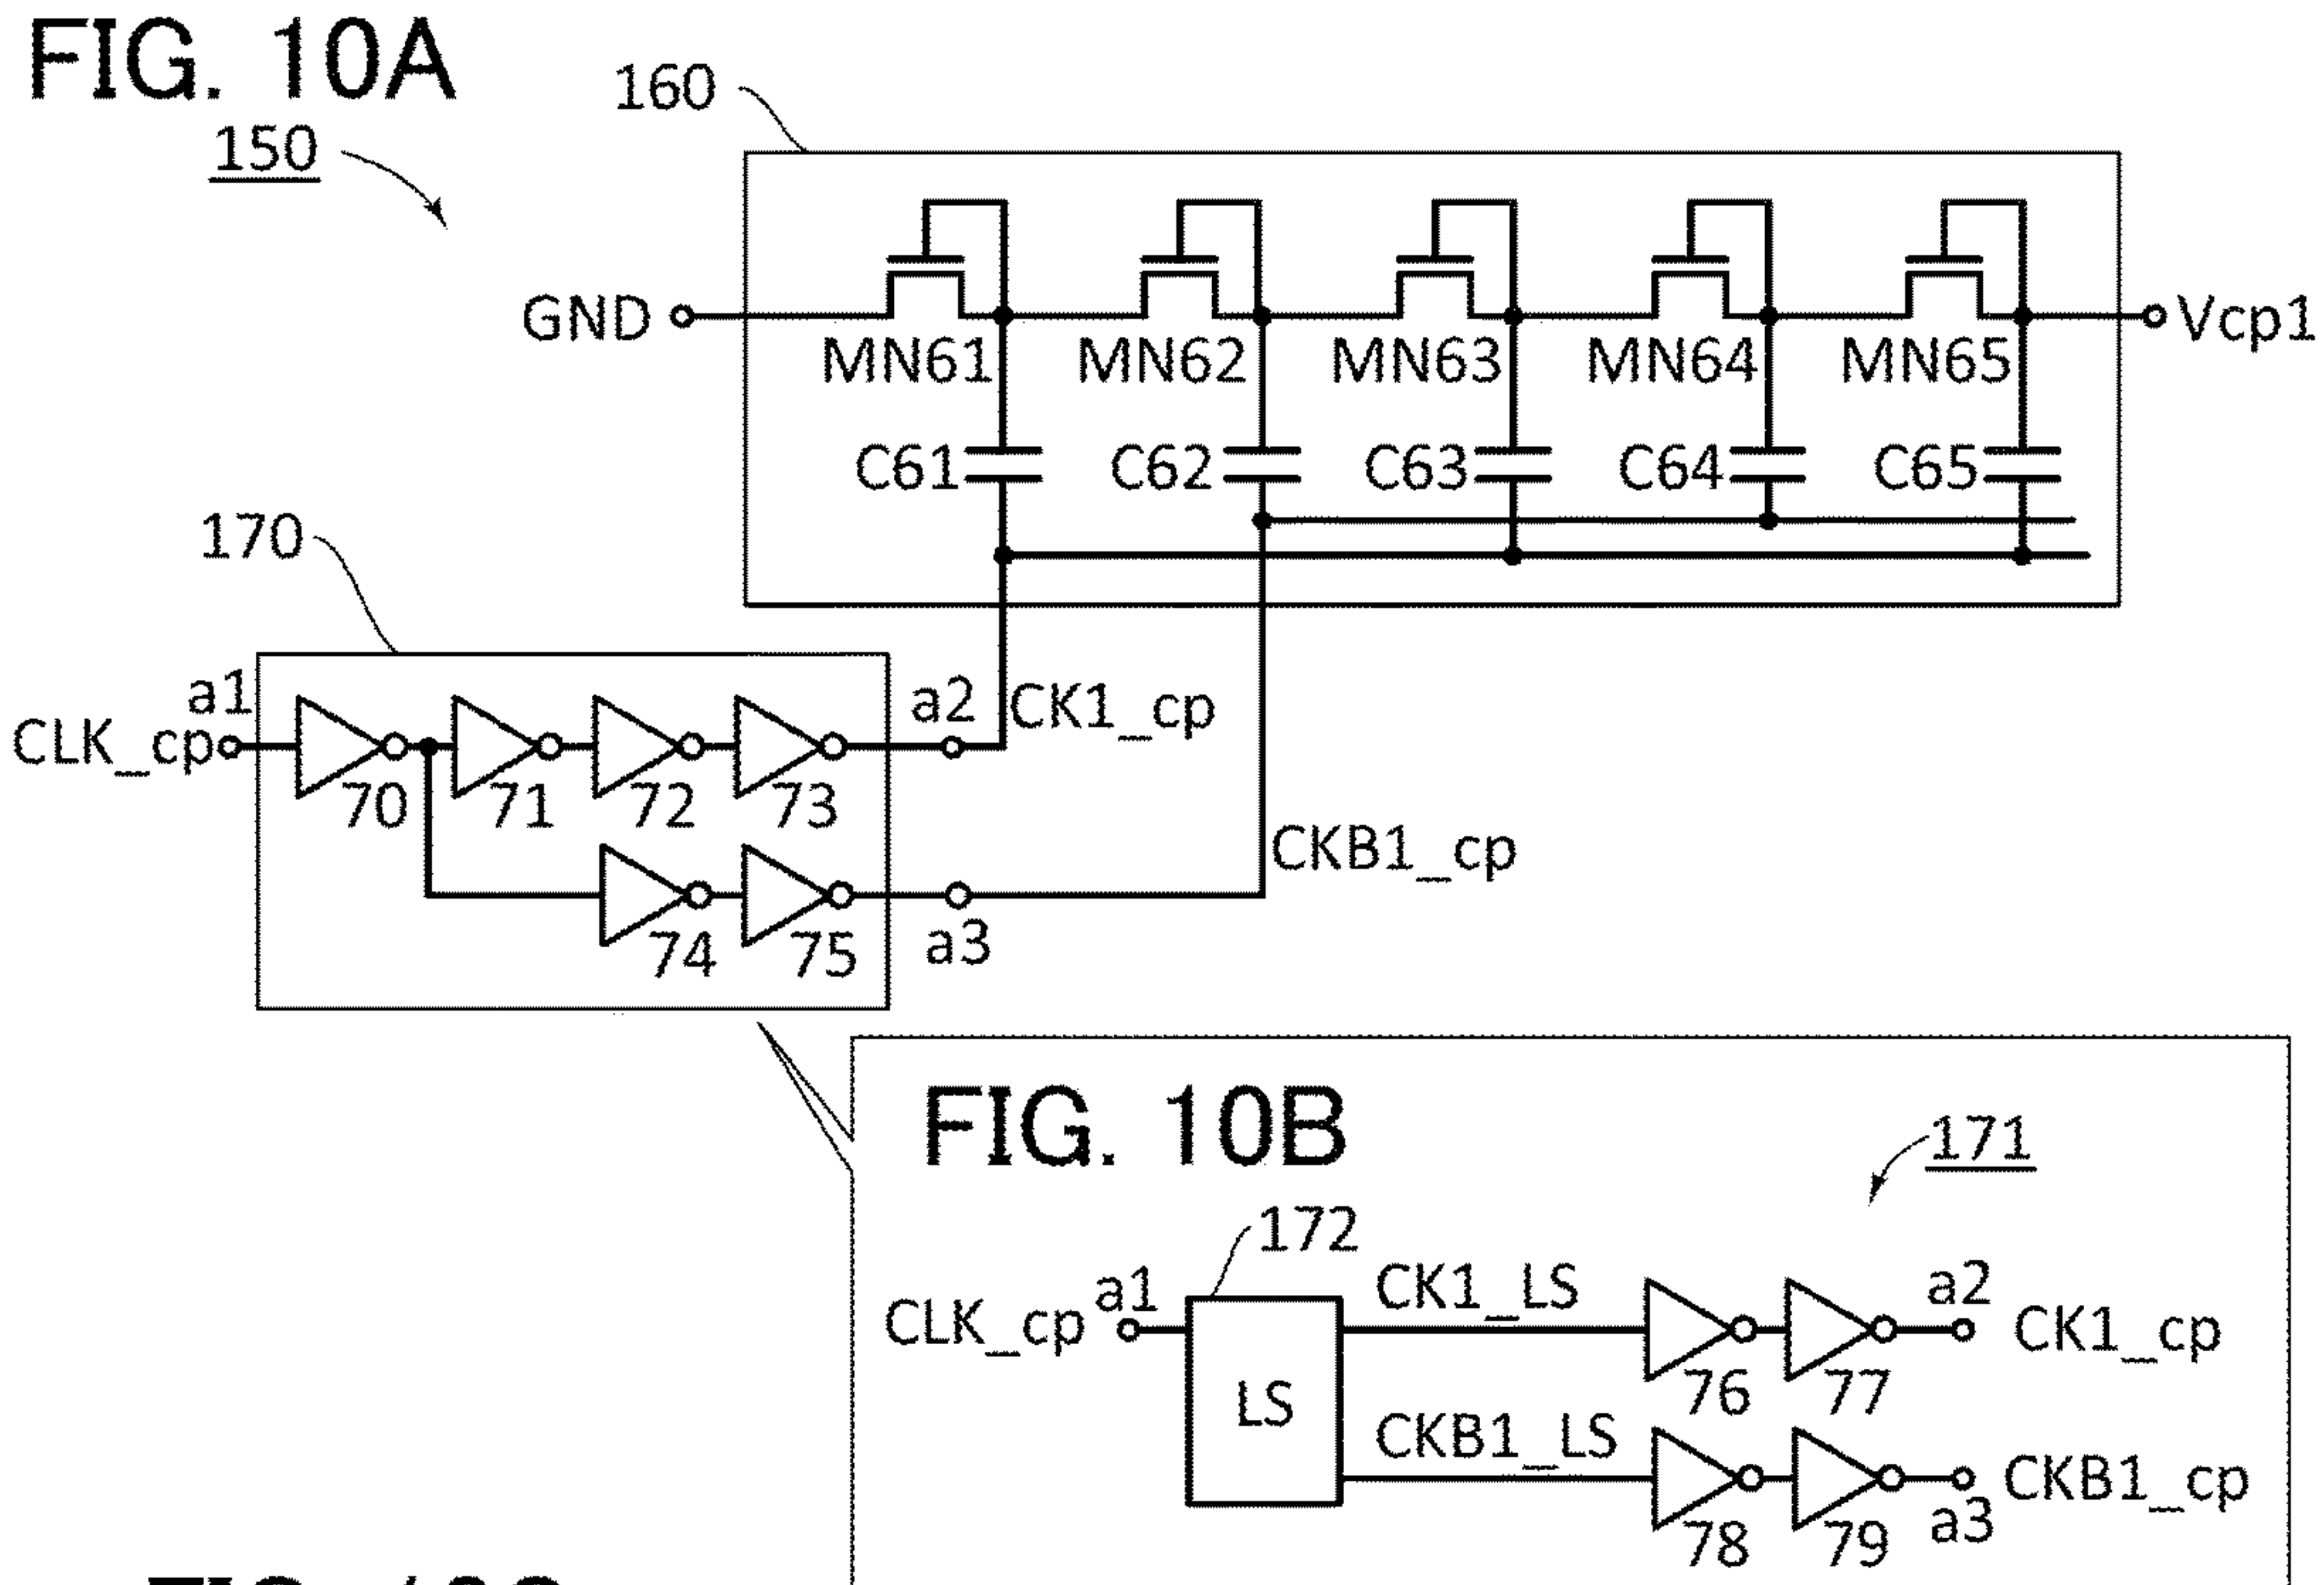 FIG. 10A
160
150
GND
Vcp1
MN61 MN62 MN63 MN64 MN65
C61 C62 C63 C64 C65
170
a1
a2
CK1_cp
CLK_cp
70 71 72 73
CKB1_cp
74 75
a3
FIG. 10B
171
172
CK1_LS
a2
a1
CLK_cp
CK1_cp
76 77
LS
CKB1_LS
CKB1_cp
a3
78 79